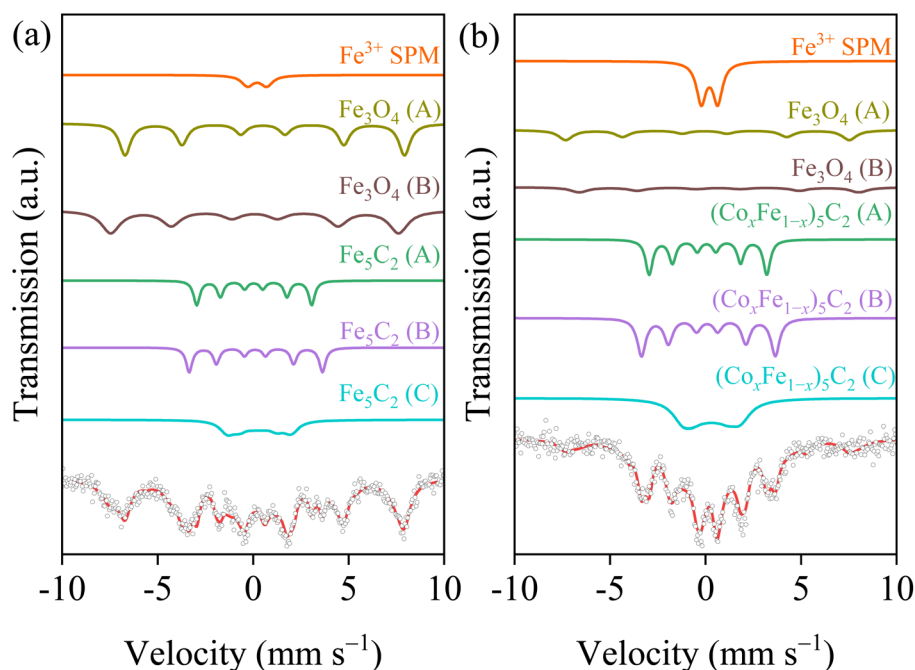 (a)
Fe³⁺ SPM
Fe₃O₄ (A)
Fe₃O₄ (B)
Fe₅C₂ (A)
Fe₅C₂ (B)
Fe₅C₂ (C)
Transmission (a.u.)
-10 -5 0 5 10
Velocity (mm s⁻¹)
(b)
Fe³⁺ SPM
Fe₃O₄ (A)
Fe₃O₄ (B)
(CoₓFe₁₋ₓ)₅C₂ (A)
(CoₓFe₁₋ₓ)₅C₂ (B)
(CoₓFe₁₋ₓ)₅C₂ (C)
Transmission (a.u.)
-10 -5 0 5 10
Velocity (mm s⁻¹)